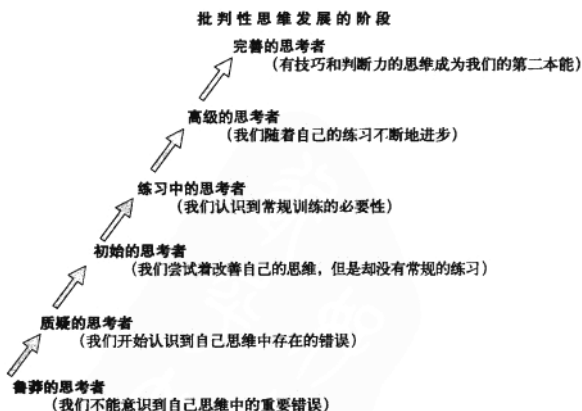 批判性思维发展的阶段
完善的思考者
（有技巧和判断力的思维成为我们的第二本能）
高级的思考者
（我们随着自己的练习不断地进步）
练习中的思考者
（我们认识到常规训练的必要性）
初始的思考者
（我们尝试着改善自己的思维，但是却没有常规的练习）
质疑的思考者
（我们开始认识到自己思维中存在的错误）
鲁莽的思考者
（我们不能意识到自己思维中的重要错误）